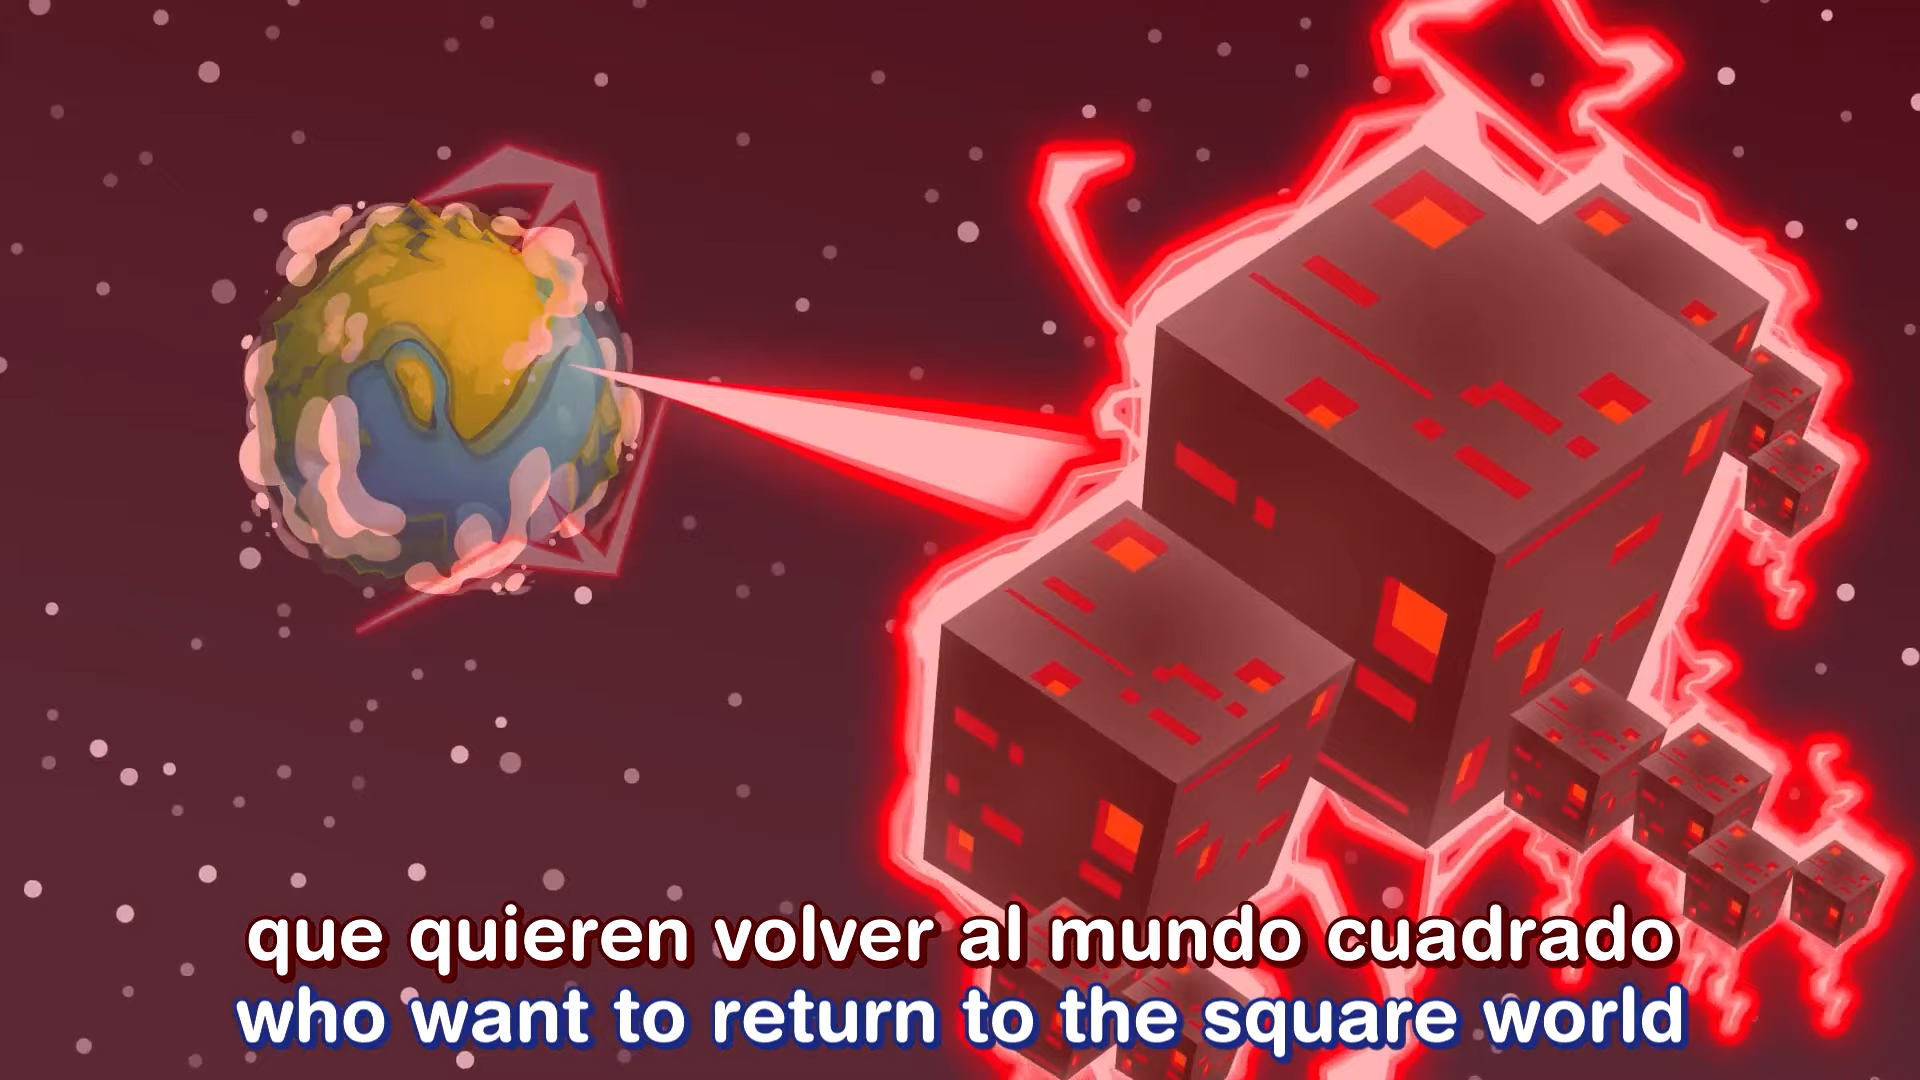 que quieren volver al mundo cuadrado
who want to return to the square world